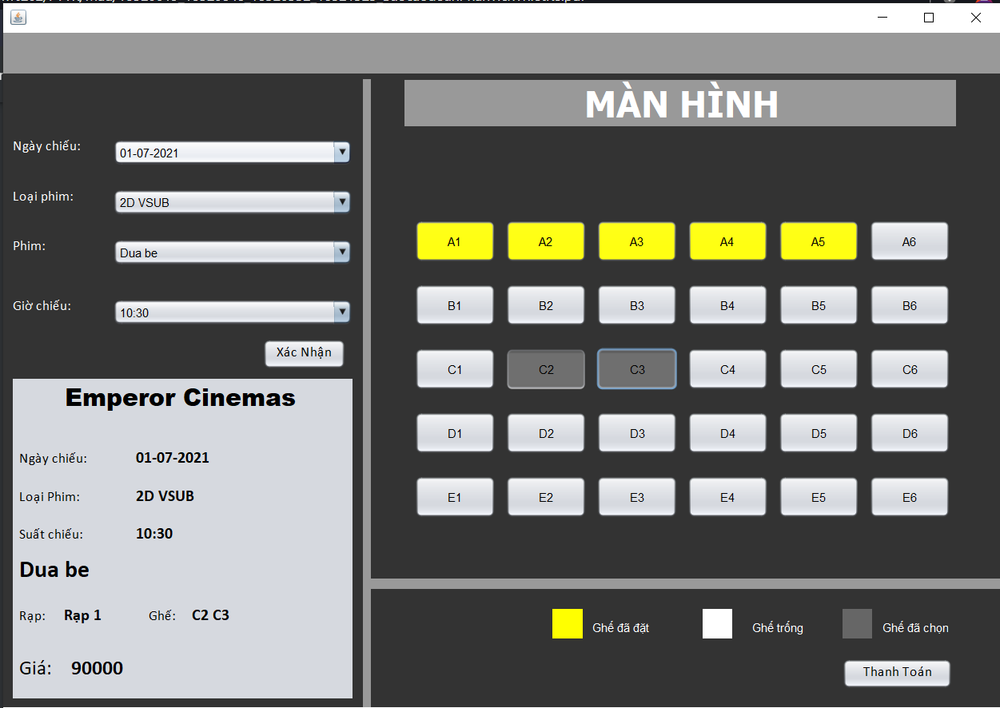 MÀN HÌNH
Ngày chiếu: 01-07-2021
Loại phim: 2D VSUB
Phim: Dua be
Giờ chiếu: 10:30
Xác Nhận
Emperor Cinemas
Ngày chiếu: 01-07-2021
Loại Phim: 2D VSUB
Suất chiếu: 10:30
Dua be
Rạp: Rạp 1 Ghế: C2 C3
Giá: 90000
A1 A2 A3 A4 A5 A6
B1 B2 B3 B4 B5 B6
C1 C2 C3 C4 C5 C6
D1 D2 D3 D4 D5 D6
E1 E2 E3 E4 E5 E6
Ghế đã đặt Ghế trống Ghế đã chọn
Thanh Toán